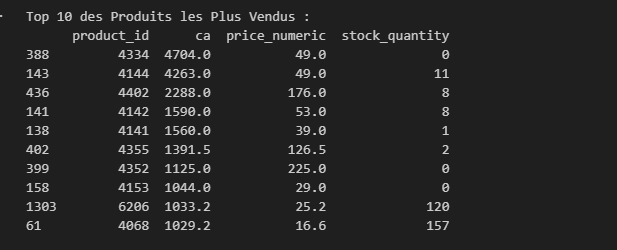 Top 10 des Produits les Plus Vendus :
product_id ca price_numeric stock_quantity
388 4334 4704.0 49.0 0
143 4144 4263.0 49.0 11
436 4402 2288.0 176.0 8
141 4142 1590.0 53.0 8
138 4141 1560.0 39.0 1
402 4355 1391.5 126.5 2
399 4352 1125.0 225.0 0
158 4153 1044.0 29.0 0
1303 6206 1033.2 25.2 120
61 4068 1029.2 16.6 157